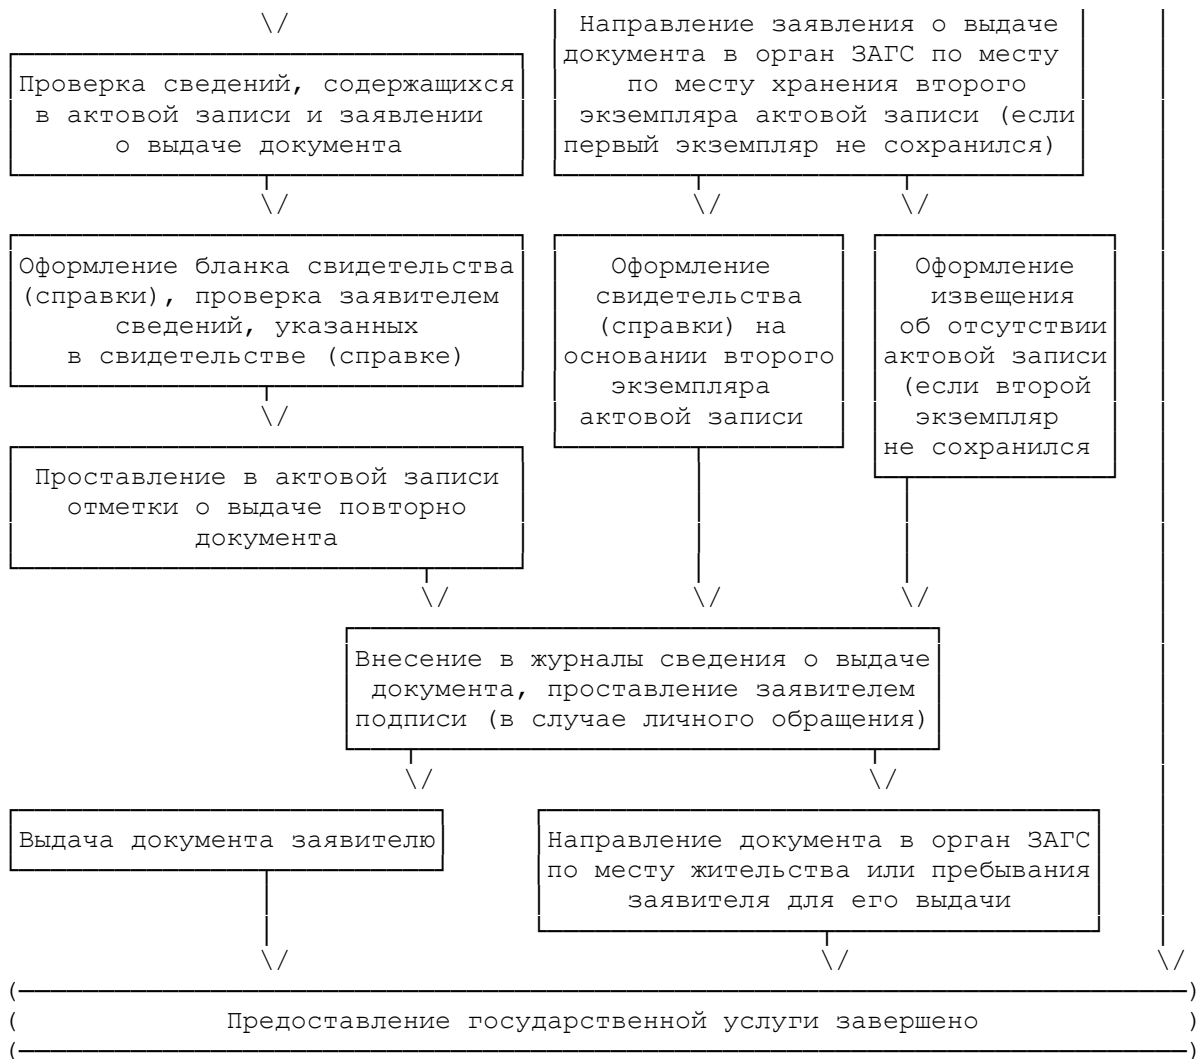 Направление заявления о выдаче
документа в орган ЗАГС по месту
по месту хранения второго
экземпляра актовой записи (если
первый экземпляр не сохранился)
Проверка сведений, содержащихся
в актовой записи и заявлении
о выдаче документа
Оформление бланка свидетельства
(справки), проверка заявителем
сведений, указанных
в свидетельстве (справке)
Оформление
свидетельства
(справки) на
основании второго
экземпляра
актовой записи
Оформление
извещения
об отсутствии
актовой записи
(если второй
экземпляр
не сохранился
Проставление в актовой записи
отметки о выдаче повторно
документа
Внесение в журналы сведения о выдаче
документа, проставление заявителем
подписи (в случае личного обращения)
Выдача документа заявителю
Направление документа в орган ЗАГС
по месту жительства или пребывания
заявителя для его выдачи
Предоставление государственной услуги завершено